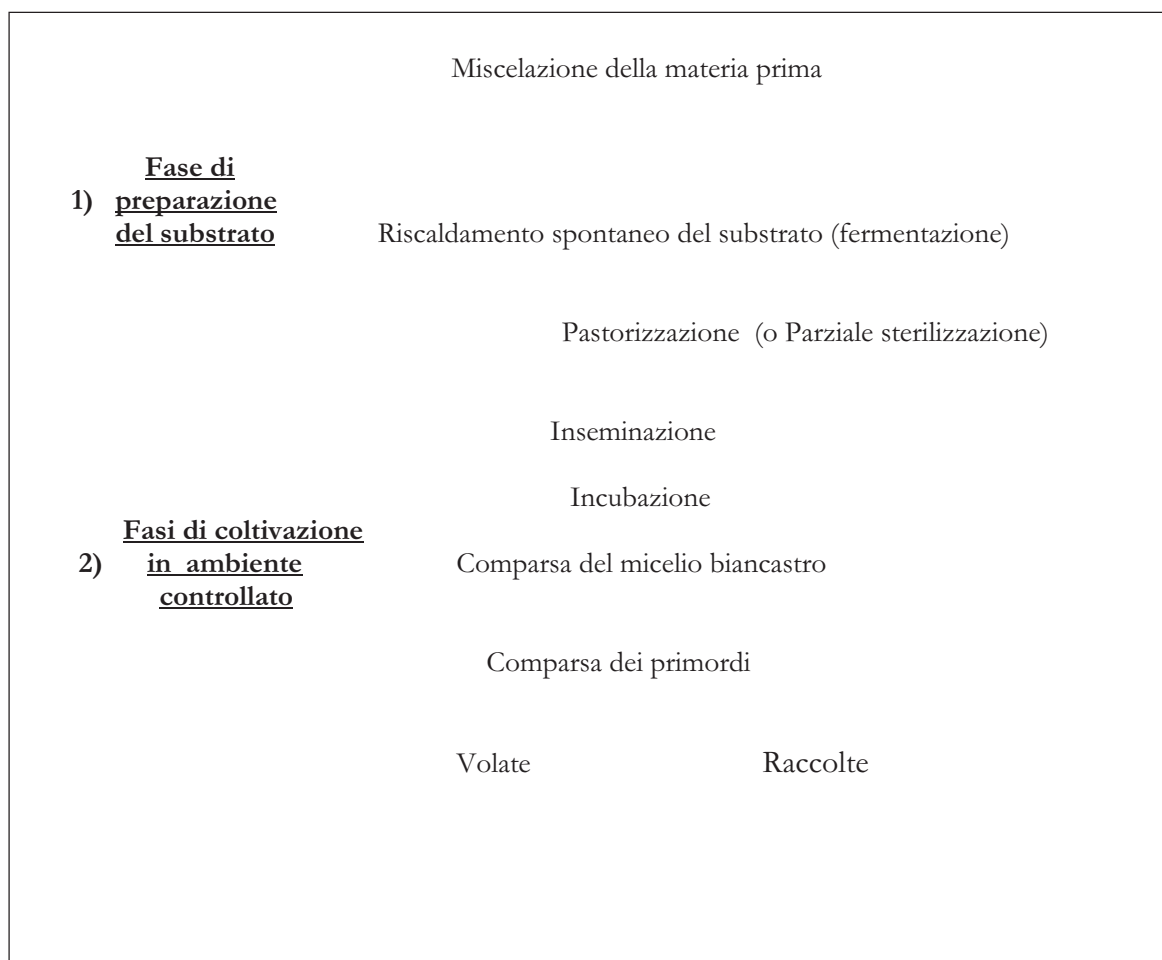 Miscelazione della materia prima
Fase di
1) preparazione
del substrato Riscaldamento spontaneo del substrato (fermentazione)
Pastorizzazione (o Parziale sterilizzazione)
Inseminazione
Incubazione
Fasi di coltivazione
2) in ambiente Comparsa del micelio biancastro
controllato
Comparsa dei primordi
Volate Raccolte